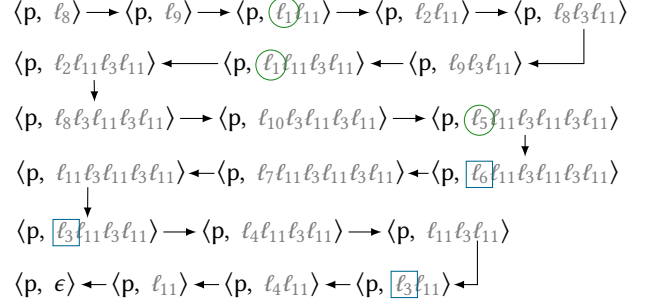 ⟨p, ℓ₈⟩ → ⟨p, ℓ₉⟩ → ⟨p, ℓ₁ℓ₁₁⟩ → ⟨p, ℓ₂ℓ₁₁⟩ → ⟨p, ℓ₈ℓ₃ℓ₁₁⟩
⟨p, ℓ₂ℓ₁₁ℓ₃ℓ₁₁⟩ ← ⟨p, ℓ₁ℓ₁₁ℓ₃ℓ₁₁⟩ ← ⟨p, ℓ₉ℓ₃ℓ₁₁⟩
⟨p, ℓ₈ℓ₃ℓ₁₁ℓ₃ℓ₁₁⟩ → ⟨p, ℓ₁₀ℓ₃ℓ₁₁ℓ₃ℓ₁₁⟩ → ⟨p, ℓ₅ℓ₁₁ℓ₃ℓ₁₁ℓ₃ℓ₁₁⟩
⟨p, ℓ₁₁ℓ₃ℓ₁₁ℓ₃ℓ₁₁⟩ ← ⟨p, ℓ₇ℓ₁₁ℓ₃ℓ₁₁ℓ₃ℓ₁₁⟩ ← ⟨p, ℓ₆ℓ₁₁ℓ₃ℓ₁₁ℓ₃ℓ₁₁⟩
⟨p, ℓ₃ℓ₁₁ℓ₃ℓ₁₁⟩ → ⟨p, ℓ₄ℓ₁₁ℓ₃ℓ₁₁⟩ → ⟨p, ℓ₁₁ℓ₃ℓ₁₁⟩
⟨p, ϵ⟩ ← ⟨p, ℓ₁₁⟩ ← ⟨p, ℓ₄ℓ₁₁⟩ ← ⟨p, ℓ₃ℓ₁₁⟩